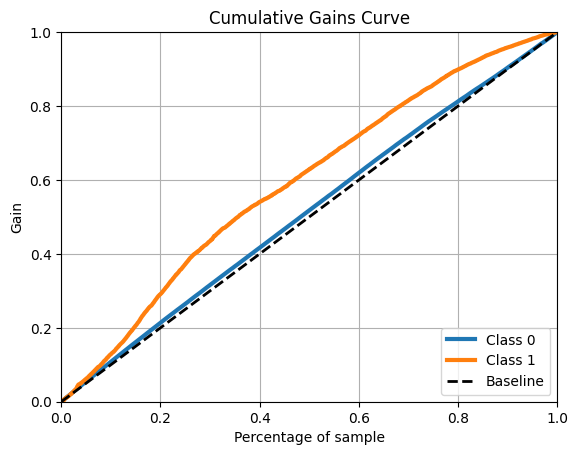 Cumulative Gains Curve
1.0
0.8
0.6
0.4
0.2
0.0
Gain
Class 0
Class 1
Baseline
0.0 0.2 0.4 0.6 0.8 1.0
Percentage of sample